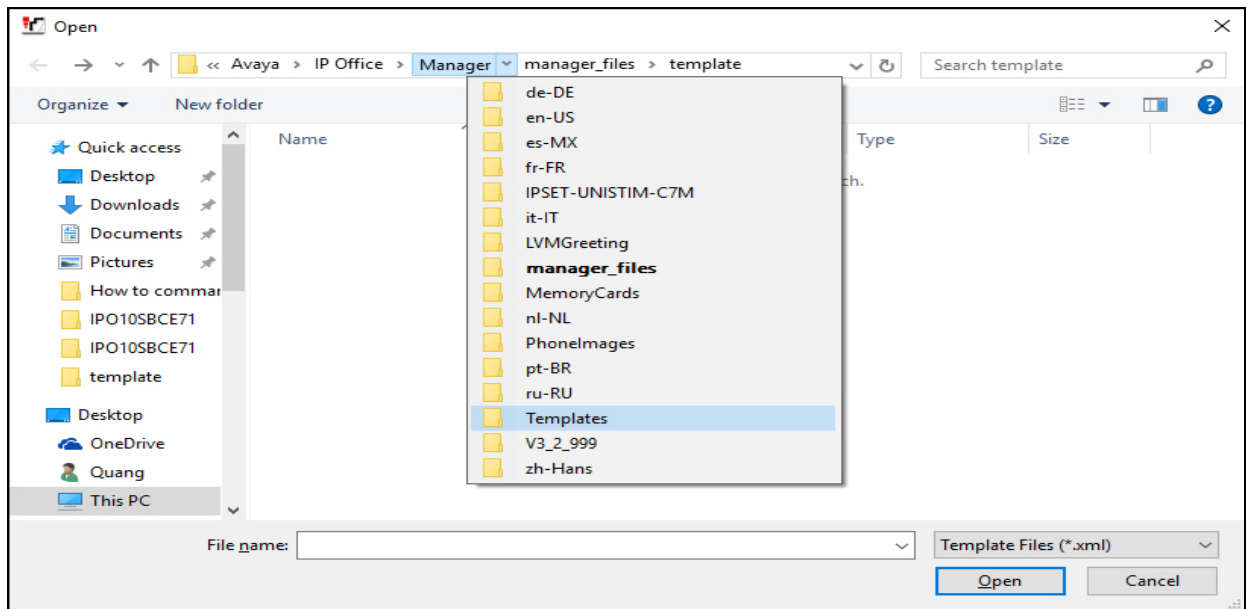 Open
« Avaya > IP Office > Manager manager_files > template
Search template
Organize
New folder
Name
Type
Size
ch.
Quick access
Desktop
Downloads
Documents
Pictures
How to commar
IPO10SBCE71
IPO10SBCE71
template
Desktop
OneDrive
Quang
This PC
de-DE
en-US
es-MX
fr-FR
IPSET-UNISTIM-C7M
it-IT
LVMGreeting
manager_files
MemoryCards
nl-NL
PhoneImages
pt-BR
ru-RU
Templates
V3_2_999
zh-Hans
File name:
Template Files (*.xml)
Open
Cancel